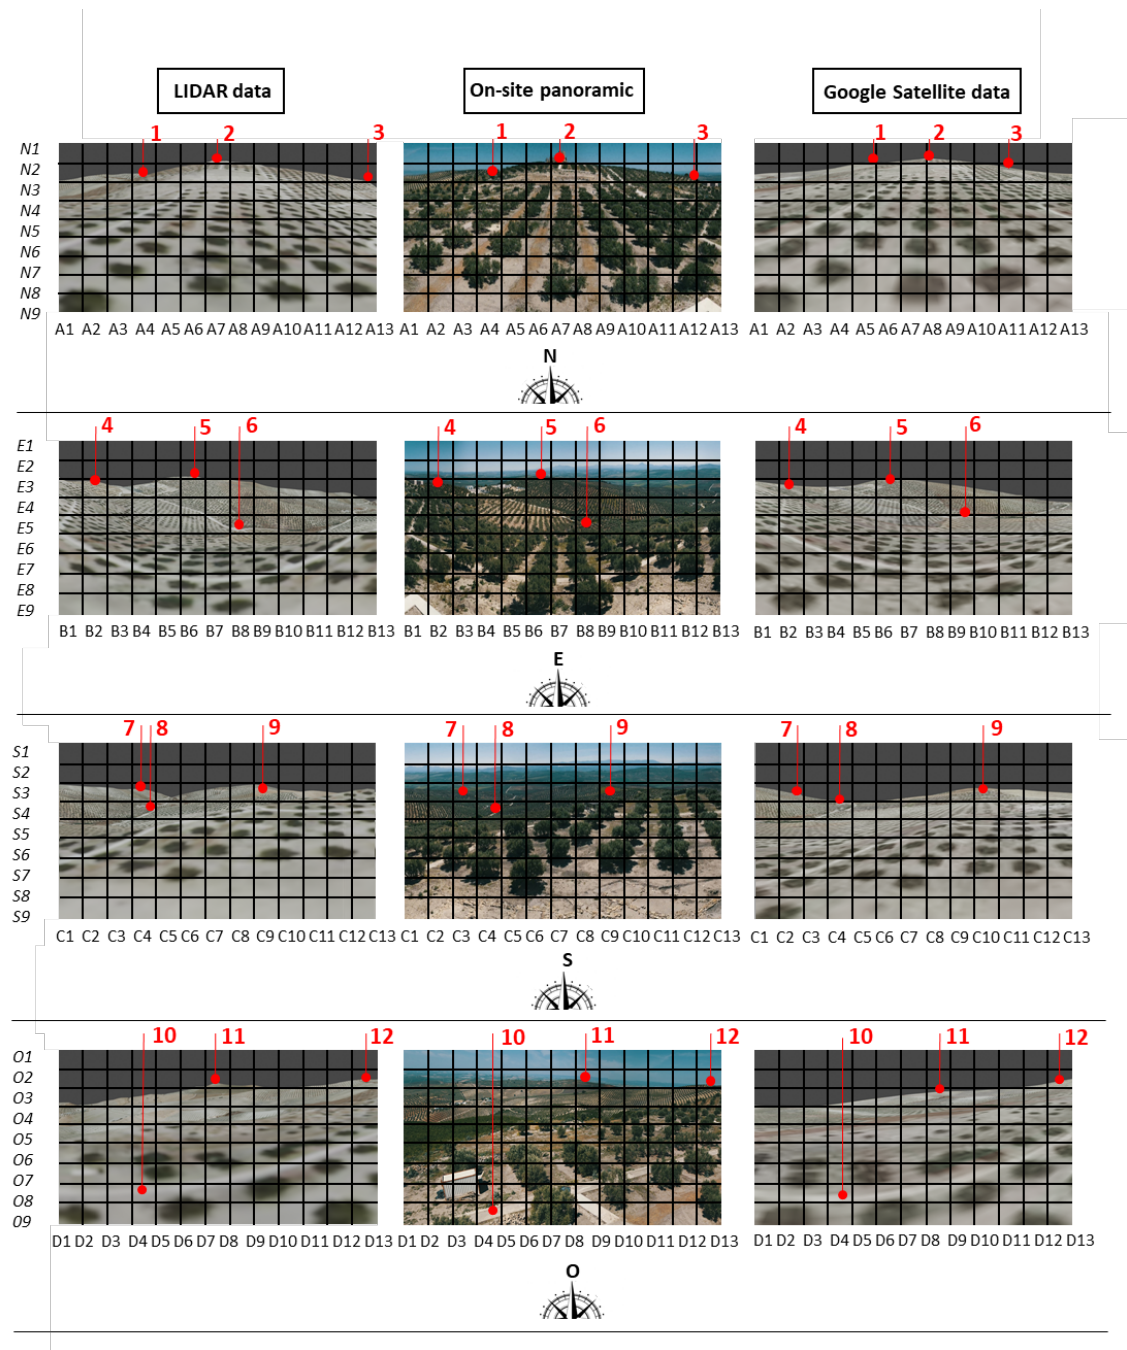 LIDAR data On-site panoramic Google Satellite data
1 2 3 1 2 3 1 2 3
N1
N2
N3
N4
N5
N6
N7
N8
N9
A1 A2 A3 A4 A5 A6 A7 A8 A9 A10 A11 A12 A13 A1 A2 A3 A4 A5 A6 A7 A8 A9 A10 A11 A12 A13 A1 A2 A3 A4 A5 A6 A7 A8 A9 A10 A11 A12 A13
N
4 5 6 4 5 6 4 5 6
E1
E2
E3
E4
E5
E6
E7
E8
E9
B1 B2 B3 B4 B5 B6 B7 B8 B9 B10 B11 B12 B13 B1 B2 B3 B4 B5 B6 B7 B8 B9 B10 B11 B12 B13 B1 B2 B3 B4 B5 B6 B7 B8 B9 B10 B11 B12 B13
E
7 8 9 7 8 9 7 8 9
S1
S2
S3
S4
S5
S6
S7
S8
S9
C1 C2 C3 C4 C5 C6 C7 C8 C9 C10 C11 C12 C13 C1 C2 C3 C4 C5 C6 C7 C8 C9 C10 C11 C12 C13 C1 C2 C3 C4 C5 C6 C7 C8 C9 C10 C11 C12 C13
S
10 11 12 10 11 12 10 11 12
O1
O2
O3
O4
O5
O6
O7
O8
O9
D1 D2 D3 D4 D5 D6 D7 D8 D9 D10 D11 D12 D13 D1 D2 D3 D4 D5 D6 D7 D8 D9 D10 D11 D12 D13 D1 D2 D3 D4 D5 D6 D7 D8 D9 D10 D11 D12 D13
O